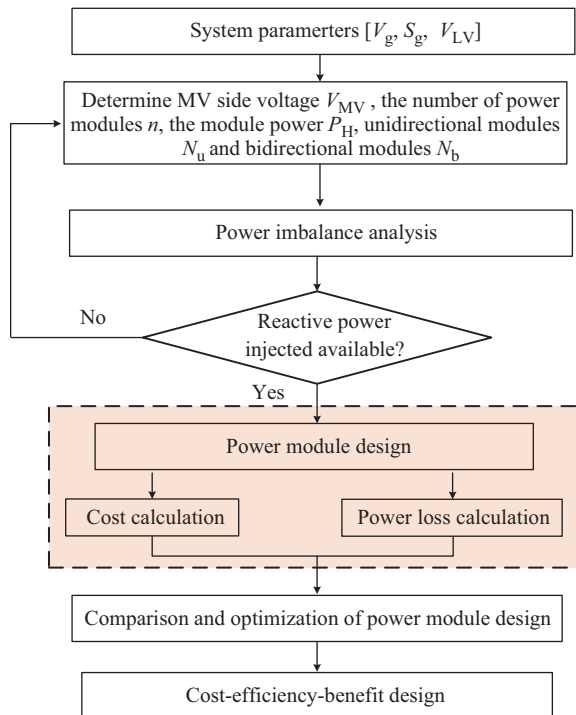 System paramerters [Vg, Sg, VLV]
Determine MV side voltage VMV , the number of power
modules n, the module power PH, unidirectional modules
Nu and bidirectional modules Nb
Power imbalance analysis
No
Reactive power
injected available?
Yes
Power module design
Cost calculation
Power loss calculation
Comparison and optimization of power module design
Cost-efficiency-benefit design